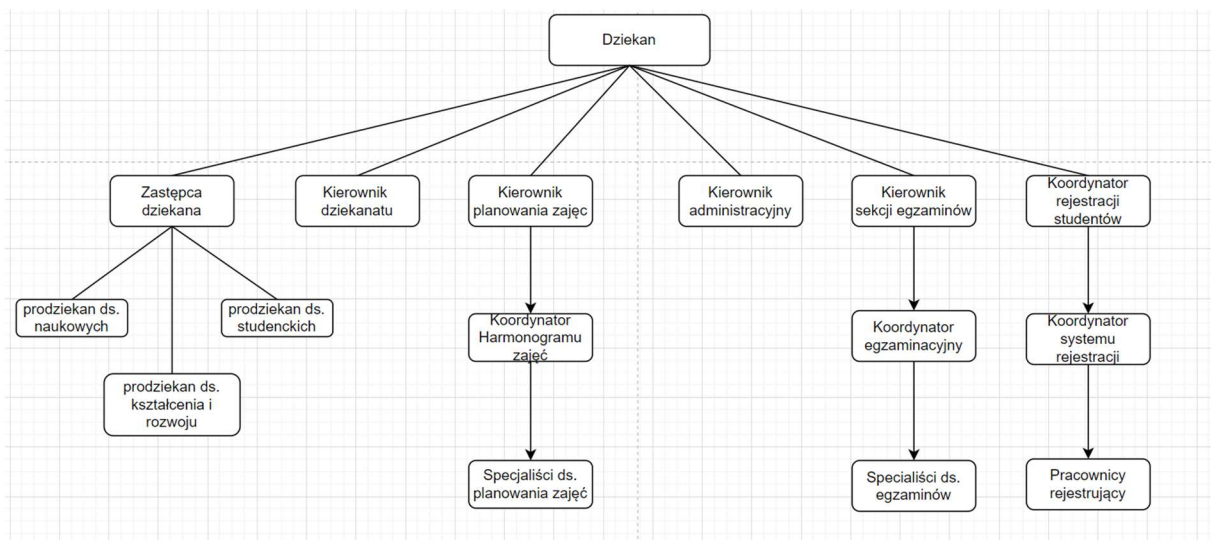 Dziekan
Zastępca
dziekana
Kierownik
dziekanatu
Kierownik
planowania zajęc
Kierownik
administracyjny
Kierownik
sekcji egzaminów
Koordynator
rejestracji
studentów
prodziekan ds.
naukowych
prodziekan ds.
studenckich
prodziekan ds.
kształcenia i
rozwoju
Koordynator
Harmonogramu
zajęć
Koordynator
egzaminacyjny
Koordynator
systemu
rejestracji
Specjaliści ds.
planowania zajęć
Specialiści ds.
egzaminów
Pracownicy
rejestrujący